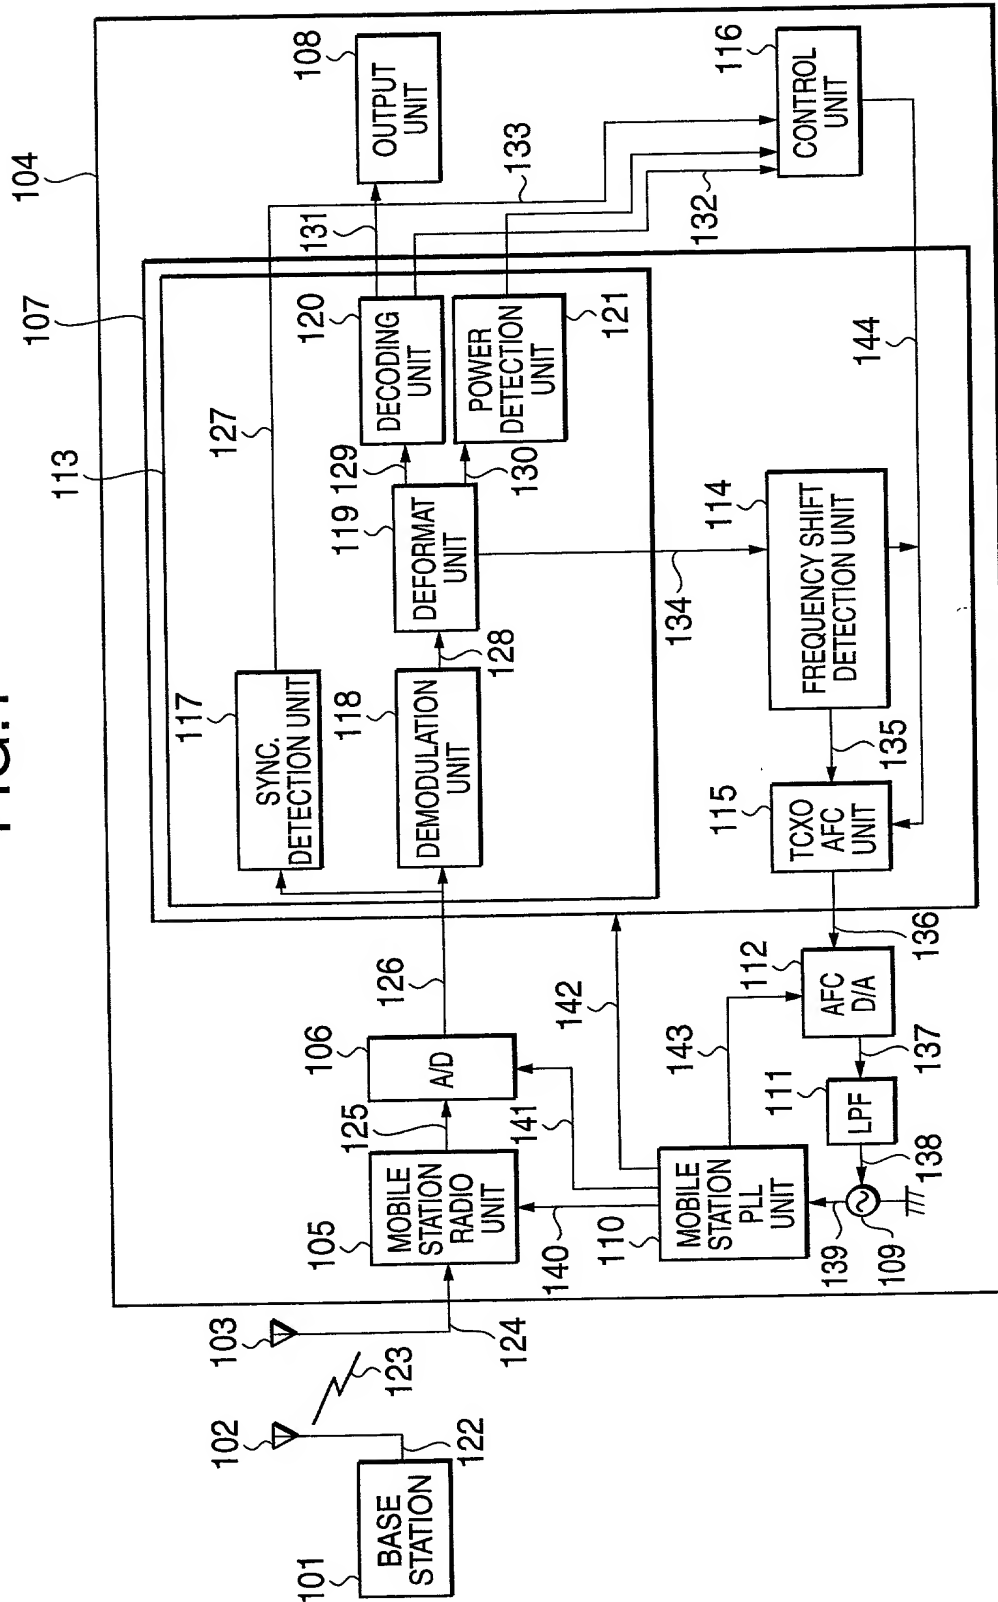 104
107
113
117
SYNC.
DETECTION UNIT
127
133
108
OUTPUT
UNIT
131
120
DECODING
UNIT
129
119
DEFORMAT
UNIT
130
121
POWER
DETECTION
UNIT
132
116
CONTROL
UNIT
118
DEMODULATION
UNIT
128
134
114
FREQUENCY SHIFT
DETECTION UNIT
144
135
115
TCXO
AFC
UNIT
136
126
106
A/D
125
105
MOBILE
STATION
RADIO
UNIT
141
142
140
110
MOBILE
STATION
PLL
UNIT
143
112
AFC
D/A
137
111
LPF
138
139
109
103
124
123
102
122
101
BASE
STATION